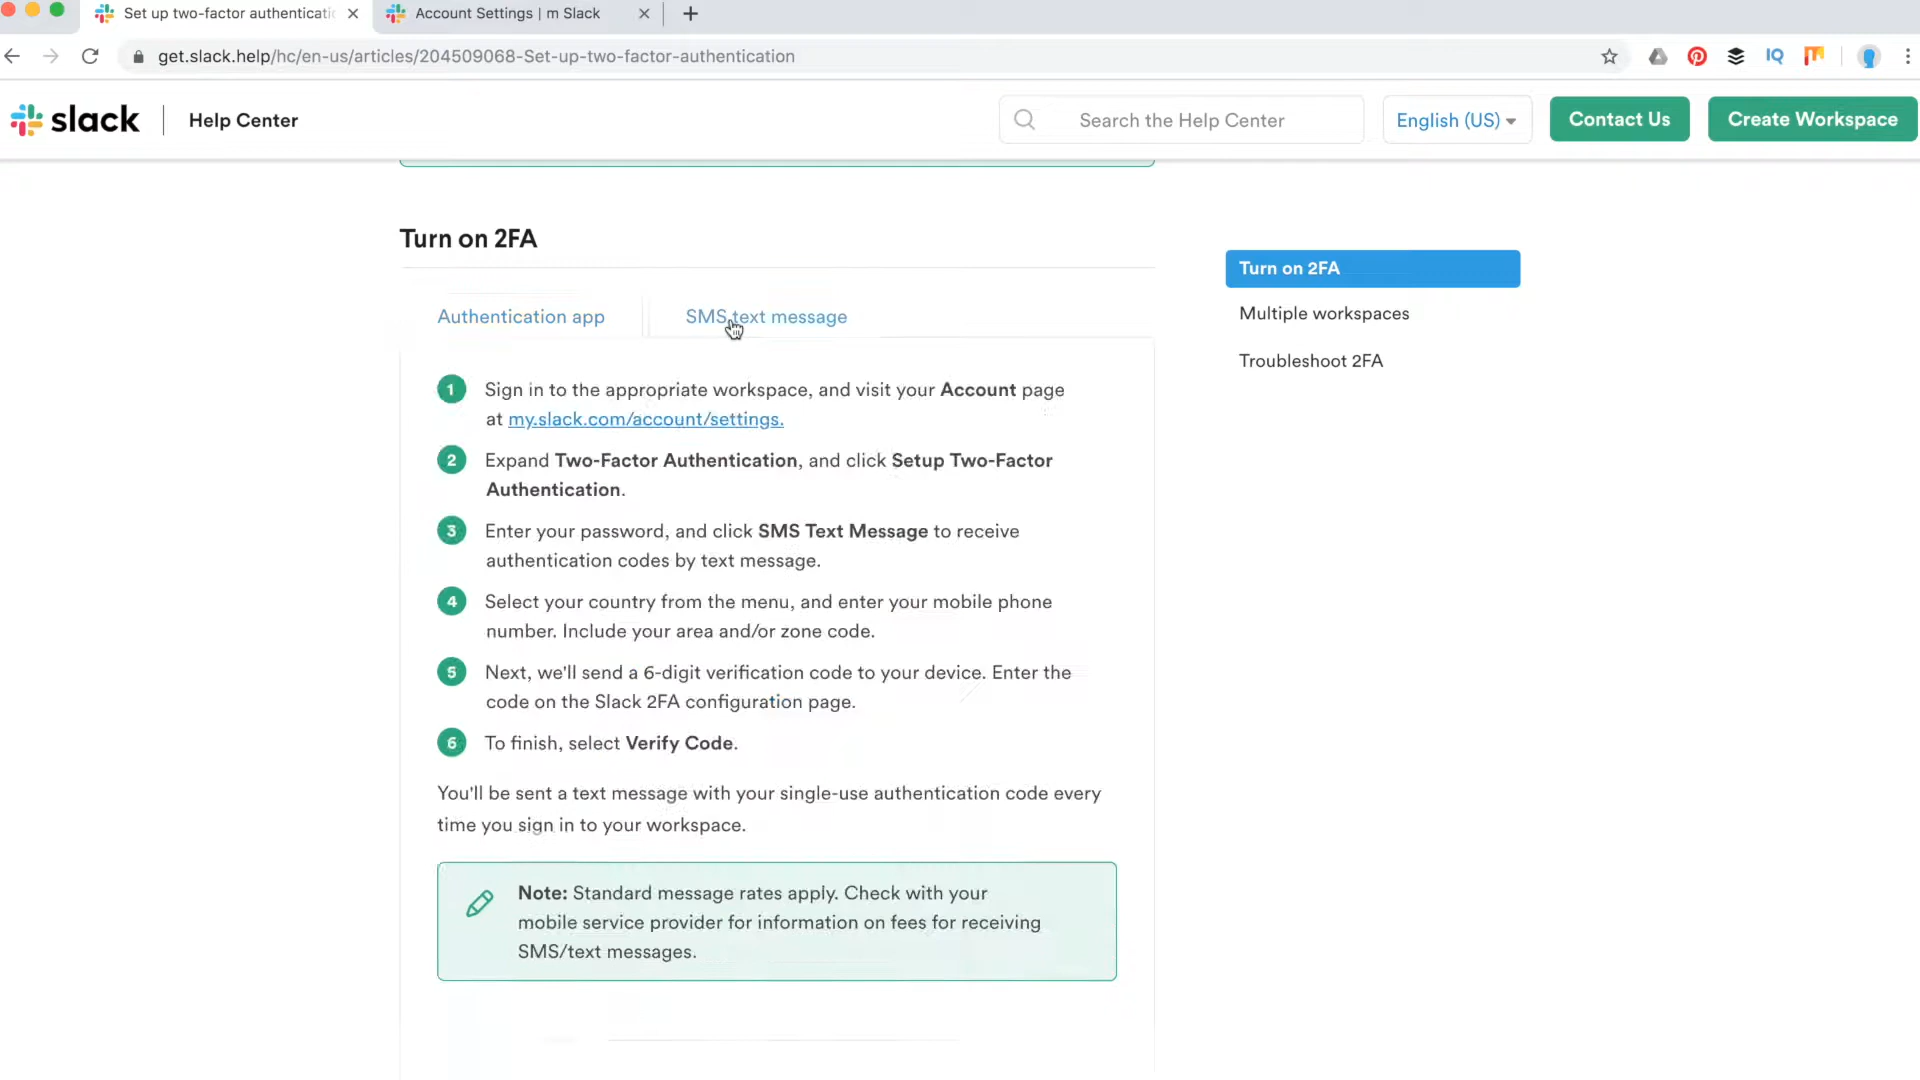 Set up two-factor authenticatio
Account Settings | m Slack
get.slack.help/hc/en-us/articles/204509068-Set-up-two-factor-authentication
IQ
slack
Help Center
Search the Help Center
English (US)
Contact Us
Create Workspace
Turn on 2FA
Authentication app
SMS text message
1 Sign in to the appropriate workspace, and visit your Account page
at my.slack.com/account/settings.
2 Expand Two-Factor Authentication, and click Setup Two-Factor
Authentication.
3 Enter your password, and click SMS Text Message to receive
authentication codes by text message.
4 Select your country from the menu, and enter your mobile phone
number. Include your area and/or zone code.
5 Next, we'll send a 6-digit verification code to your device. Enter the
code on the Slack 2FA configuration page.
6 To finish, select Verify Code.
You'll be sent a text message with your single-use authentication code every
time you sign in to your workspace.
Note: Standard message rates apply. Check with your
mobile service provider for information on fees for receiving
SMS/text messages.
Turn on 2FA
Multiple workspaces
Troubleshoot 2FA